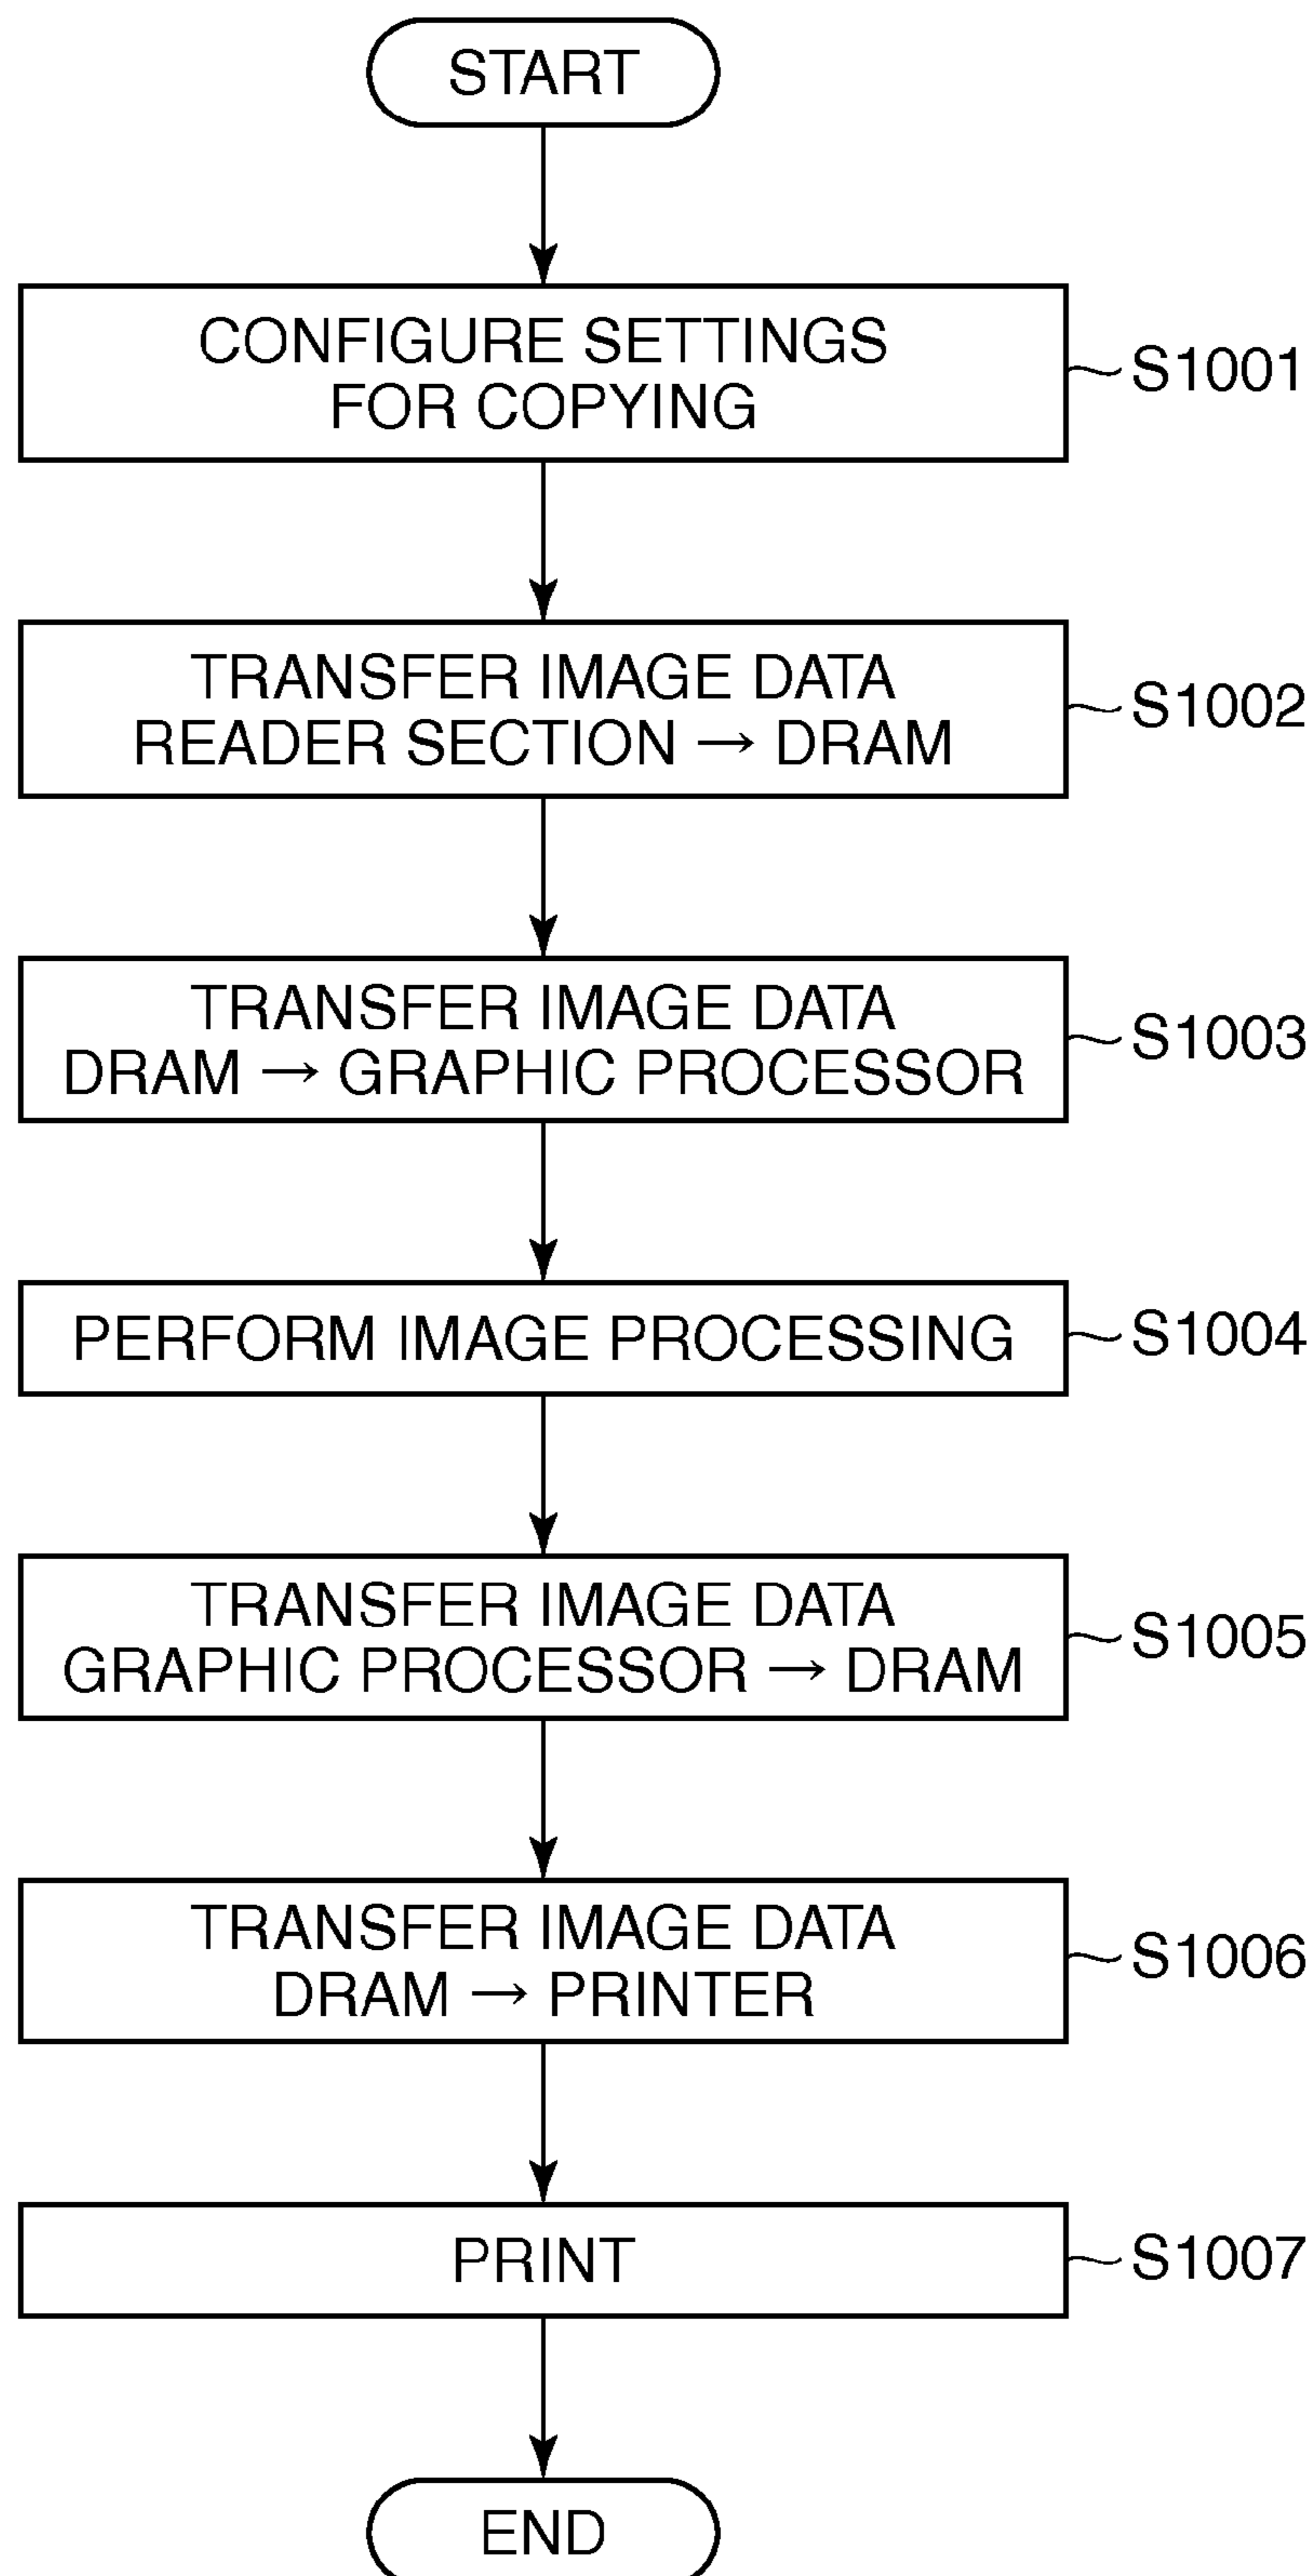 START
CONFIGURE SETTINGS
FOR COPYING
S1001
TRANSFER IMAGE DATA
READER SECTION → DRAM
S1002
TRANSFER IMAGE DATA
DRAM → GRAPHIC PROCESSOR
S1003
PERFORM IMAGE PROCESSING
S1004
TRANSFER IMAGE DATA
GRAPHIC PROCESSOR → DRAM
S1005
TRANSFER IMAGE DATA
DRAM → PRINTER
S1006
PRINT
S1007
END